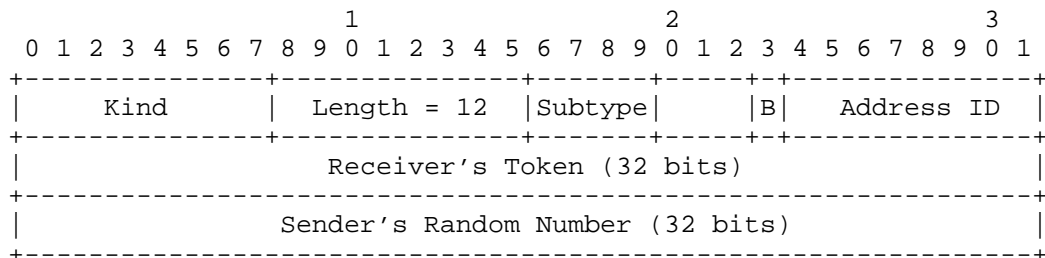 1                   2                   3
 0 1 2 3 4 5 6 7 8 9 0 1 2 3 4 5 6 7 8 9 0 1 2 3 4 5 6 7 8 9 0 1
+---------------+---------------+-------+-----+-+---------------+
|     Kind      |  Length = 12  |Subtype|     |B|   Address ID  |
+---------------+---------------+-------+-----+-+---------------+
|                   Receiver’s Token (32 bits)                  |
+---------------------------------------------------------------+
|                Sender’s Random Number (32 bits)               |
+---------------------------------------------------------------+